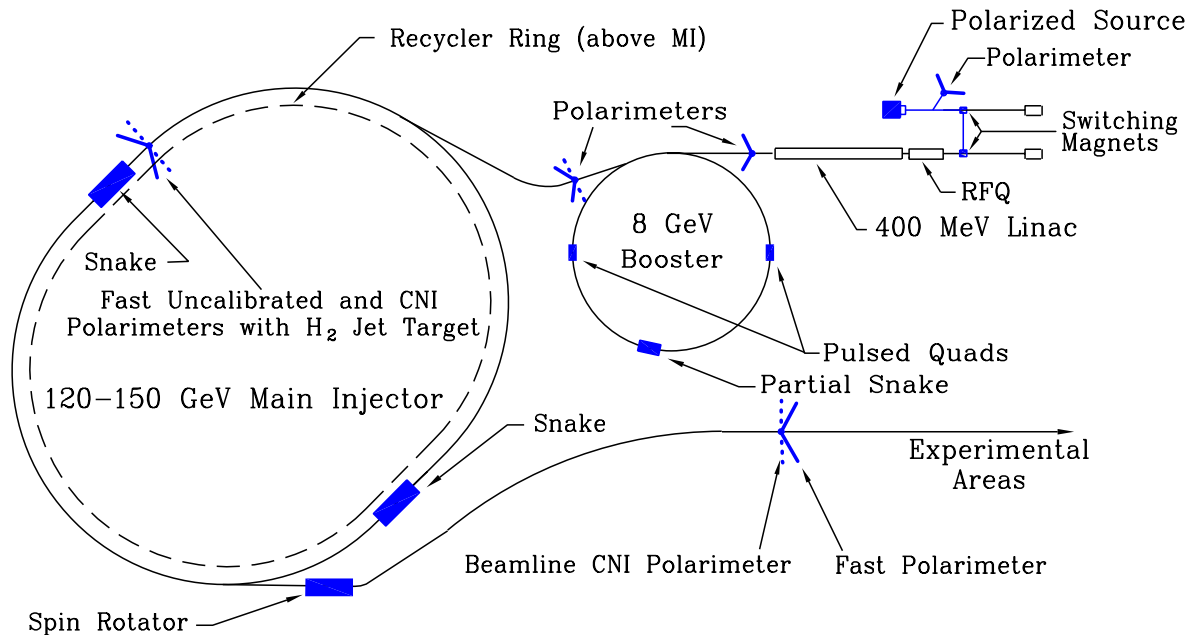 Recycler Ring (above MI)
Polarized Source
Polarimeter
Polarimeters
Switching
Magnets
RFQ
400 MeV Linac
8 GeV
Booster
Snake
Fast Uncalibrated and CNI
Polarimeters with H₂ Jet Target
Pulsed Quads
Partial Snake
120-150 GeV Main Injector
Snake
Experimental
Areas
Beamline CNI Polarimeter
Fast Polarimeter
Spin Rotator